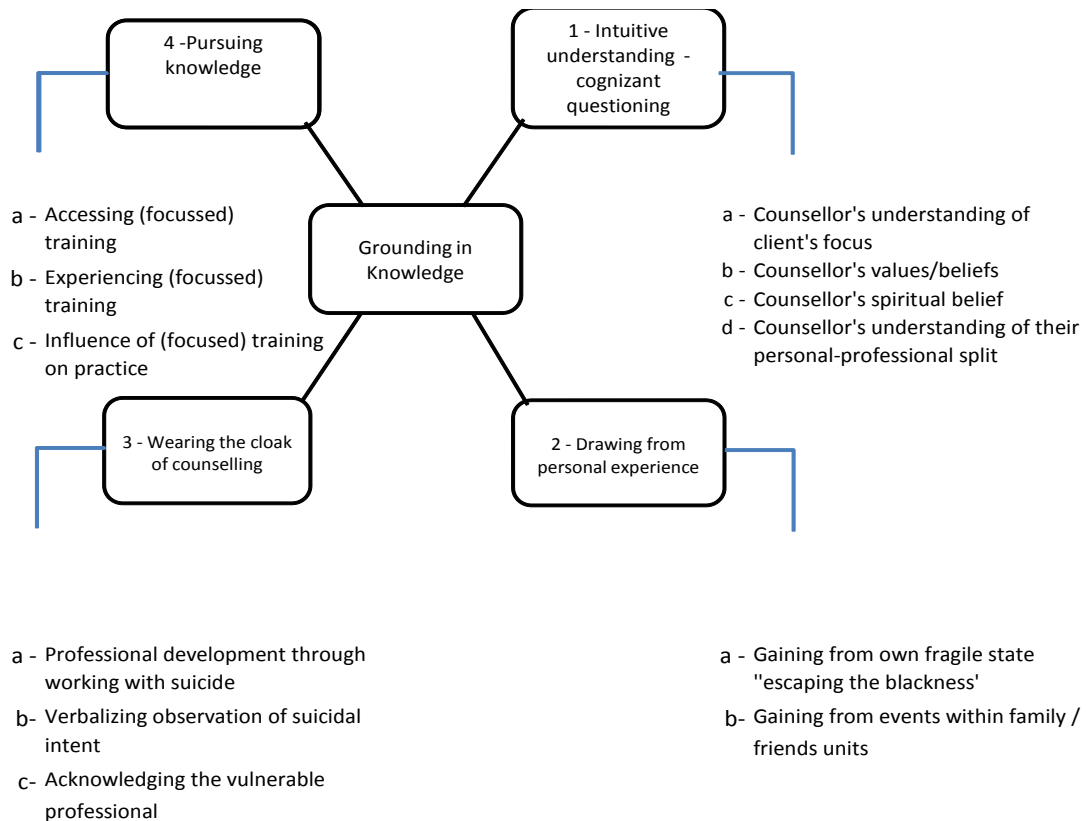 4 -Pursuing
knowledge
1 - Intuitive
understanding -
cognizant
questioning
a - Accessing (focussed)
training
b - Experiencing (focussed)
training
c - Influence of (focused) training
on practice
Grounding in
Knowledge
a - Counsellor's understanding of
client's focus
b - Counsellor's values/beliefs
c - Counsellor's spiritual belief
d - Counsellor's understanding of their
personal-professional split
3 - Wearing the cloak
of counselling
2 - Drawing from
personal experience
a - Professional development through
working with suicide
b- Verbalizing observation of suicidal
intent
c- Acknowledging the vulnerable
professional
a - Gaining from own fragile state
''escaping the blackness'
b- Gaining from events within family /
friends units